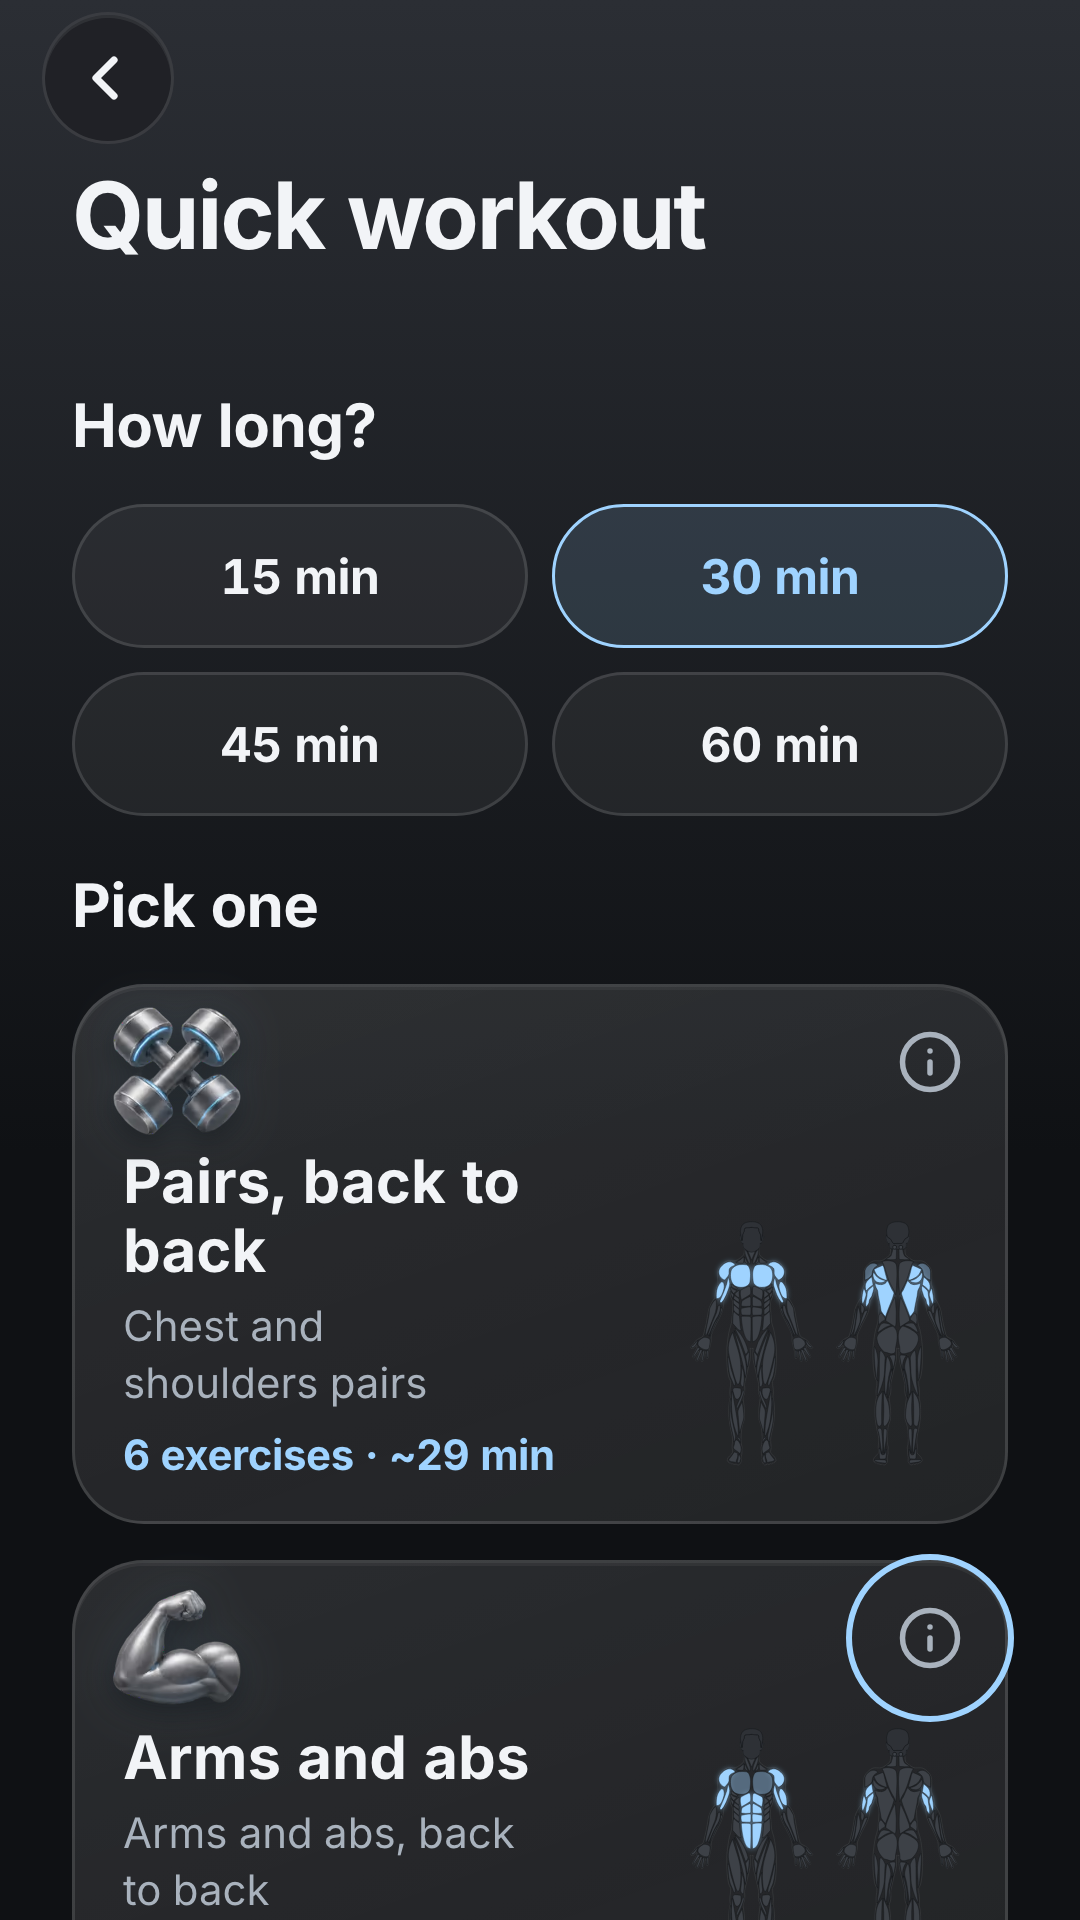 Quick workout
How long?
15 min
30 min
45 min
60 min
Pick one
Pairs, back to
back
Chest and
shoulders pairs
6 exercises · ~29 min
Arms and abs
Arms and abs, back
to back